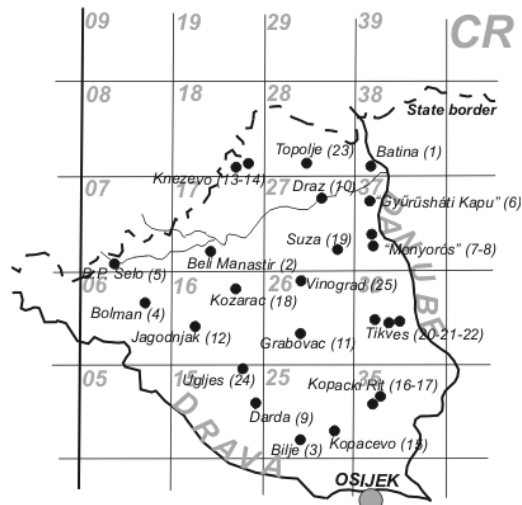 09 19 29 39 CR
08 18 28 38
State border
Topolje (23) Batina (1)
Knezevo (13-14)
07 17 27 37
Draz (10)
"Gyűrűsháti Kapu" (6)
DANUBE
Suza (19) "Monyorós" (7-8)
Beli Manastir (2)
P.P. Selo (5)
06 16 26
Vinograd (25)
Kozarac (18)
Bolman (4)
Jagodnjak (12) Tikves (20-21-22)
Grabovac (11)
05 15 25 35
Ugljes (24) Kopacki Rit (16-17)
DRAVA
Darda (9)
Bilje (3) Kopacevo (15)
OSIJEK